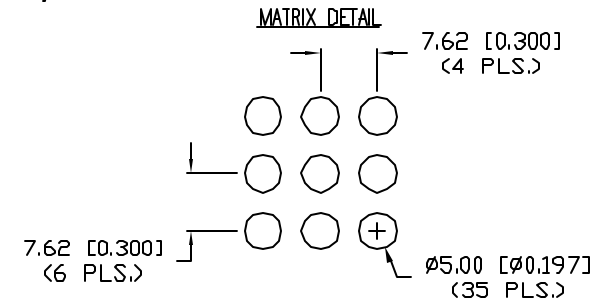 MATRIX DETAIL
7.62 [0.300]
(4 PLS.)
7.62 [0.300]
(6 PLS.)
Ø5.00 [Ø0.197]
(35 PLS.)